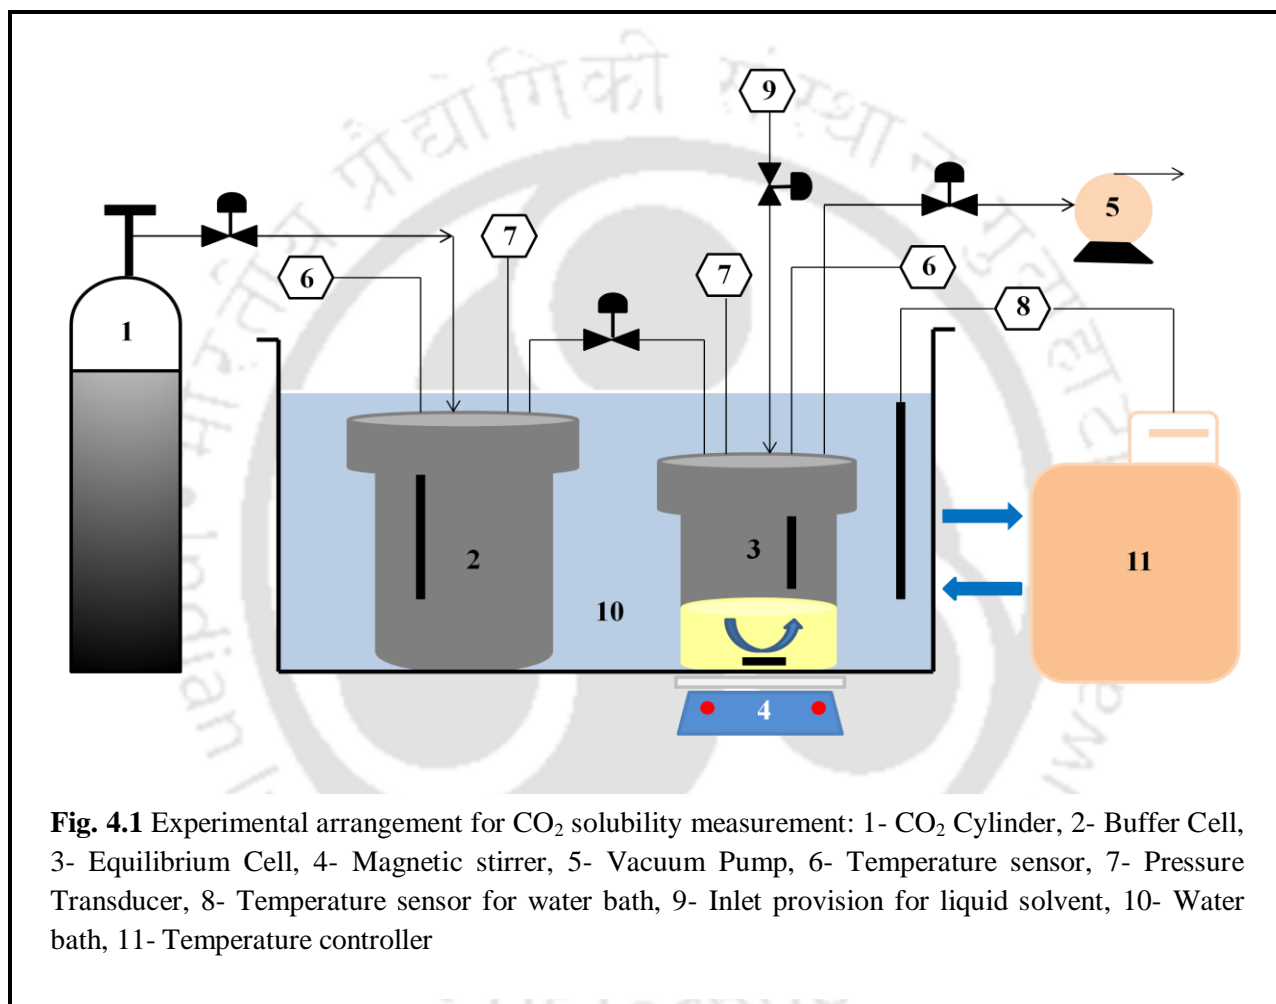 9
7
5
6
7
6
8
1
2
3
10
11
4
भारतीय प्रौद्योगिकी संस्थान गुवाहाटी
Indian
Fig. 4.1 Experimental arrangement for CO₂ solubility measurement: 1- CO₂ Cylinder, 2- Buffer Cell,
3- Equilibrium Cell, 4- Magnetic stirrer, 5- Vacuum Pump, 6- Temperature sensor, 7- Pressure
Transducer, 8- Temperature sensor for water bath, 9- Inlet provision for liquid solvent, 10- Water
bath, 11- Temperature controller